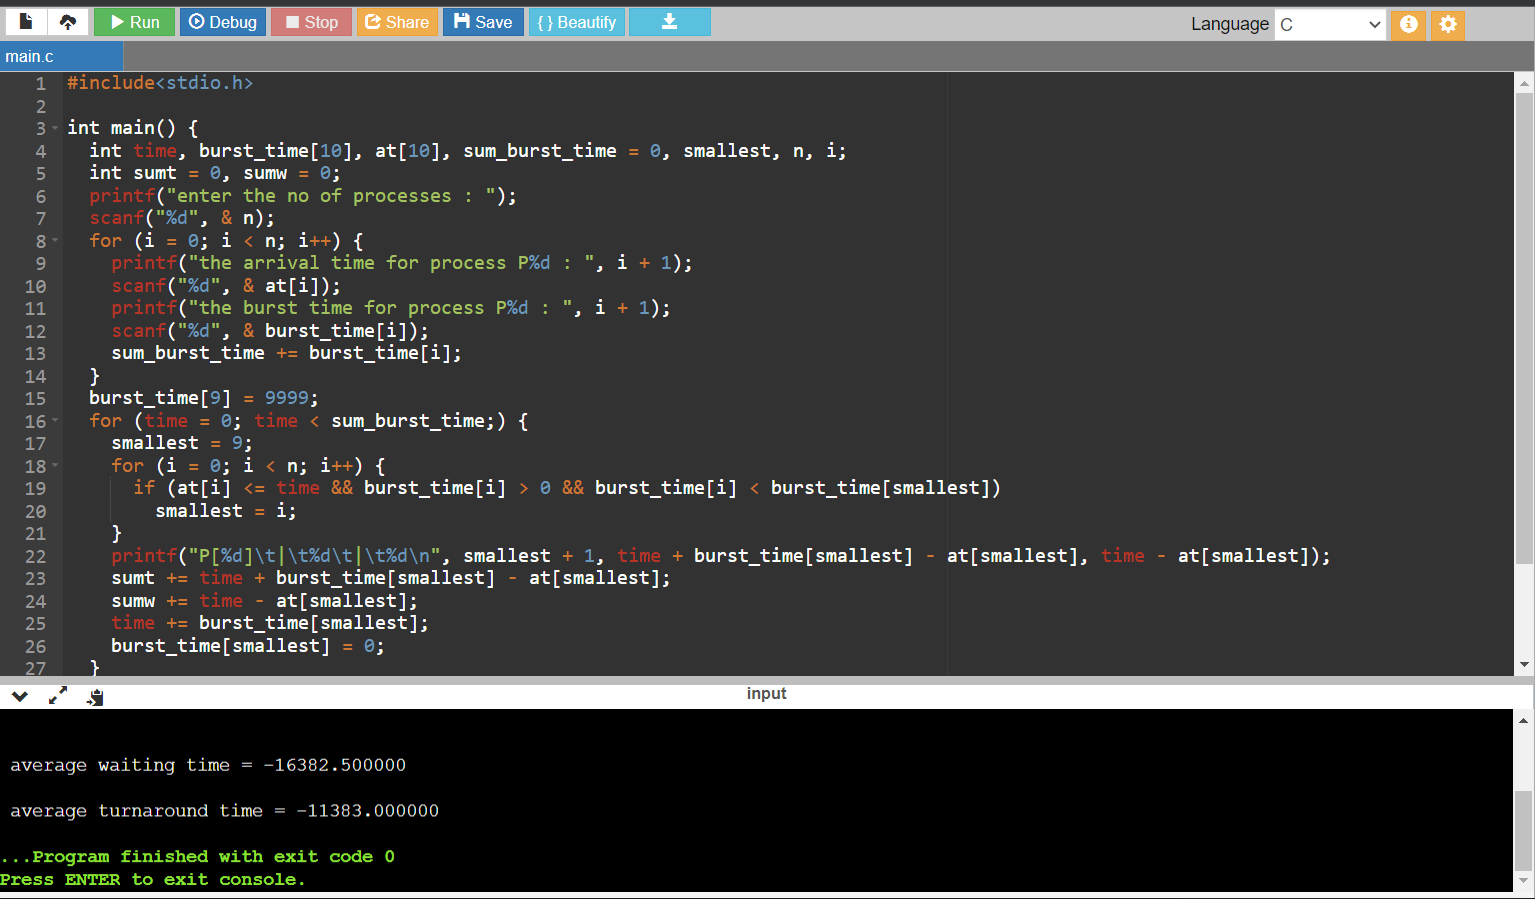 Run Debug Stop Share Save { } Beautify Language C
main.c
1 #include<stdio.h>
2
3 int main() {
4 int time, burst_time[10], at[10], sum_burst_time = 0, smallest, n, i;
5 int sumt = 0, sumw = 0;
6 printf("enter the no of processes : ");
7 scanf("%d", & n);
8 for (i = 0; i < n; i++) {
9 printf("the arrival time for process P%d : ", i + 1);
10 scanf("%d", & at[i]);
11 printf("the burst time for process P%d : ", i + 1);
12 scanf("%d", & burst_time[i]);
13 sum_burst_time += burst_time[i];
14 }
15 burst_time[9] = 9999;
16 for (time = 0; time < sum_burst_time;) {
17 smallest = 9;
18 for (i = 0; i < n; i++) {
19 if (at[i] <= time && burst_time[i] > 0 && burst_time[i] < burst_time[smallest])
20 smallest = i;
21 }
22 printf("P[%d]\t|\t%d\t|\t%d\n", smallest + 1, time + burst_time[smallest] - at[smallest], time - at[smallest]);
23 sumt += time + burst_time[smallest] - at[smallest];
24 sumw += time - at[smallest];
25 time += burst_time[smallest];
26 burst_time[smallest] = 0;
27 }
input
average waiting time = -16382.500000
average turnaround time = -11383.000000
...Program finished with exit code 0
Press ENTER to exit console.